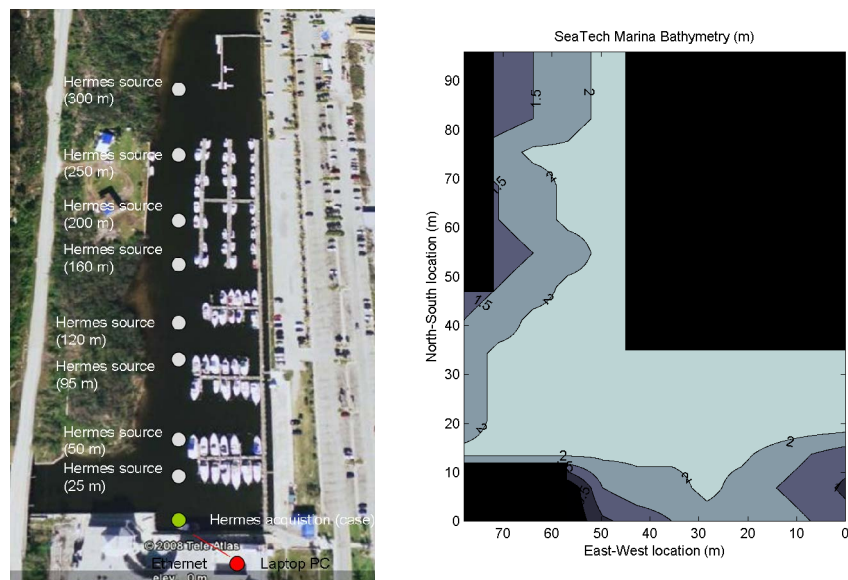 Hermes source
(300 m)
Hermes source
(250 m)
Hermes source
(200 m)
Hermes source
(160 m)
Hermes source
(120 m)
Hermes source
(95 m)
Hermes source
(50 m)
Hermes source
(25 m)
Hermes acquistion (case)
© 2008 Tele Atlas
Ethernet
Laptop PC
elev 0 m
SeaTech Marina Bathymetry (m)
North-South location (m)
90
80
70
60
50
40
30
20
10
0
1.5
2
1.5
2
1.5
2
2
2
2
2
70
60
50
40
30
20
10
0
East-West location (m)